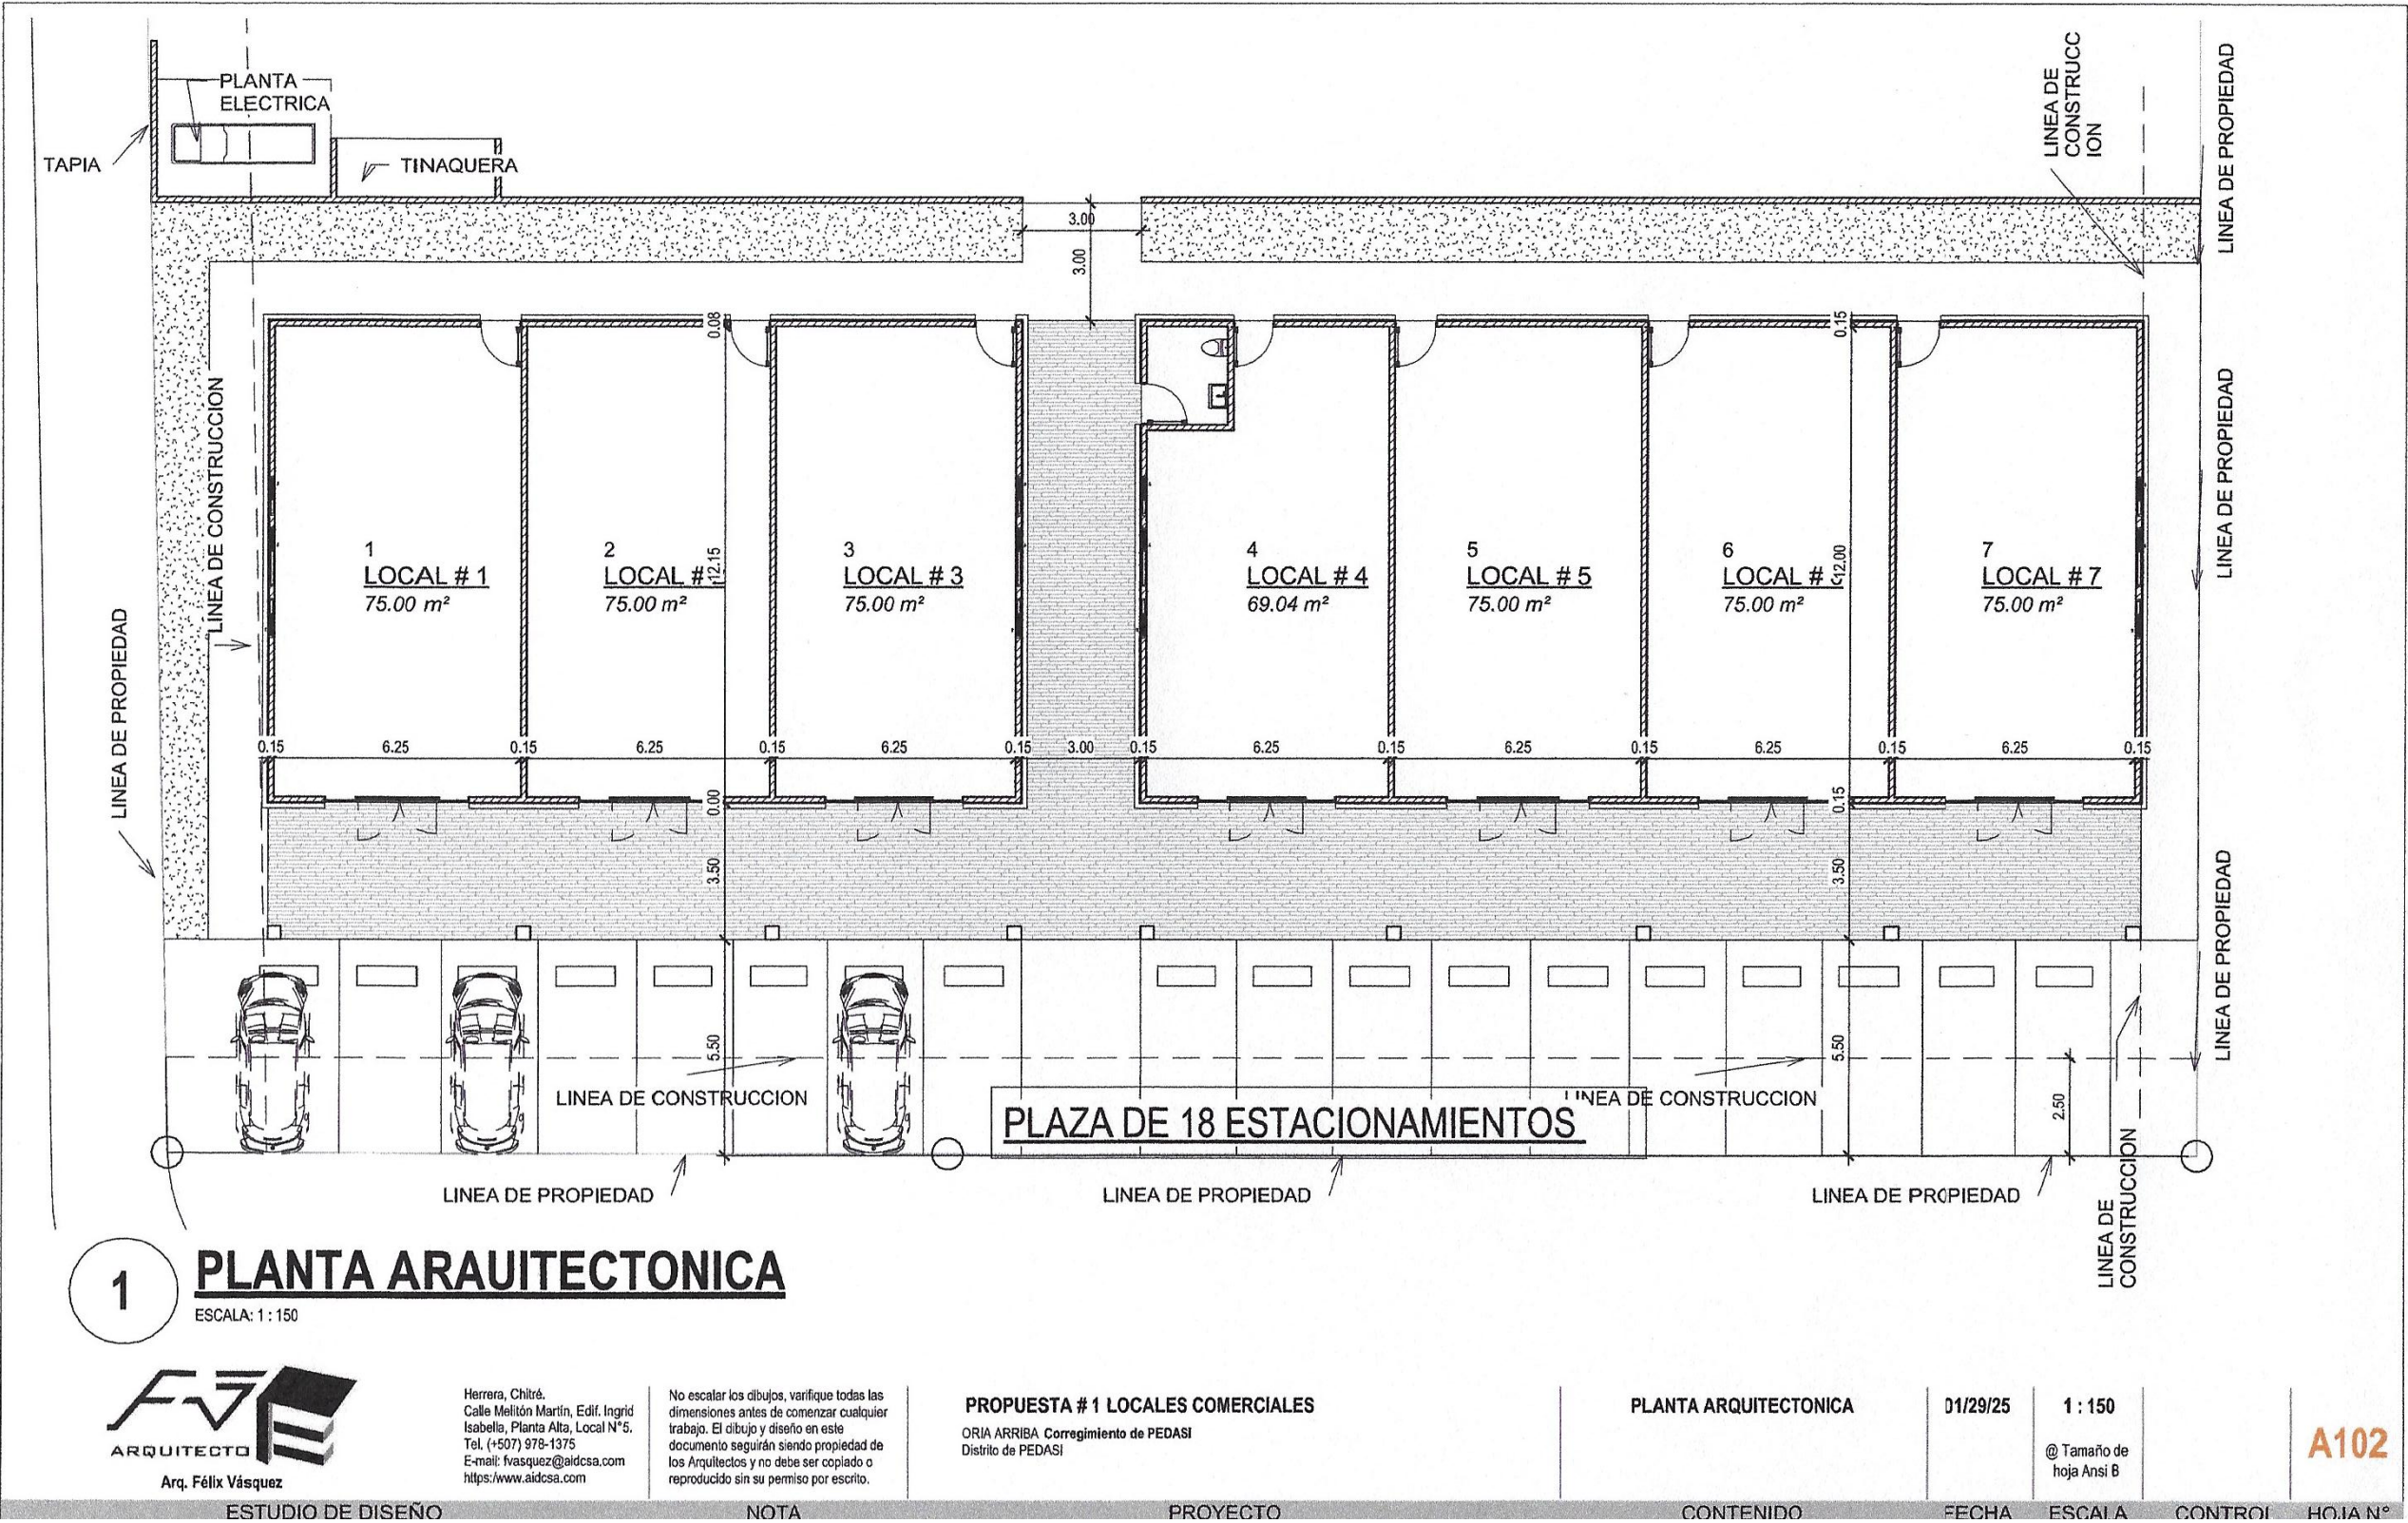 PLANTA
ELECTRICA
TAPIA
TINAQUERA
LINEA DE
CONSTRUCC
ION
LINEA DE PROPIEDAD
3.00
3.00
0.08
0.15
LINEA DE CONSTRUCCION
LINEA DE PROPIEDAD
LINEA DE PROPIEDAD
1
LOCAL # 1
75.00 m²
2
LOCAL #
75.00 m²
12.15
3
LOCAL # 3
75.00 m²
4
LOCAL # 4
69.04 m²
5
LOCAL # 5
75.00 m²
6
LOCAL #
75.00 m²
12.00
7
LOCAL # 7
75.00 m²
0.15 6.25 0.15 6.25 0.15 6.25 0.15 3.00 0.15 6.25 0.15 6.25 0.15 6.25 0.15 6.25 0.15
0.00
0.15
3.50
3.50
LINEA DE PROPIEDAD
5.50
5.50
2.50
LINEA DE CONSTRUCCION
LINEA DE CONSTRUCCION
PLAZA DE 18 ESTACIONAMIENTOS
LINEA DE PROPIEDAD
LINEA DE PROPIEDAD
LINEA DE PROPIEDAD
LINEA DE
CONSTRUCCION
1
PLANTA ARAUITECTONICA
ESCALA: 1 : 150
FVJ
ARQUITECTO
Arq. Félix Vásquez
Herrera, Chitré.
Calle Melitón Martín, Edif. Ingrid
Isabella, Planta Alta, Local N°5.
Tel. (+507) 978-1375
E-mail: fvasquez@aidcsa.com
https:/www.aidcsa.com
No escalar los dibujos, varifique todas las
dimensiones antes de comenzar cualquier
trabajo. El dibujo y diseño en este
documento seguirán siendo propiedad de
los Arquitectos y no debe ser copiado o
reproducido sin su permiso por escrito.
PROPUESTA # 1 LOCALES COMERCIALES
ORIA ARRIBA Corregimiento de PEDASI
Distrito de PEDASI
PLANTA ARQUITECTONICA
01/29/25
1 : 150
@ Tamaño de
hoja Ansi B
A102
ESTUDIO DE DISEÑO NOTA PROYECTO CONTENIDO FECHA ESCALA CONTROL HOJA N°